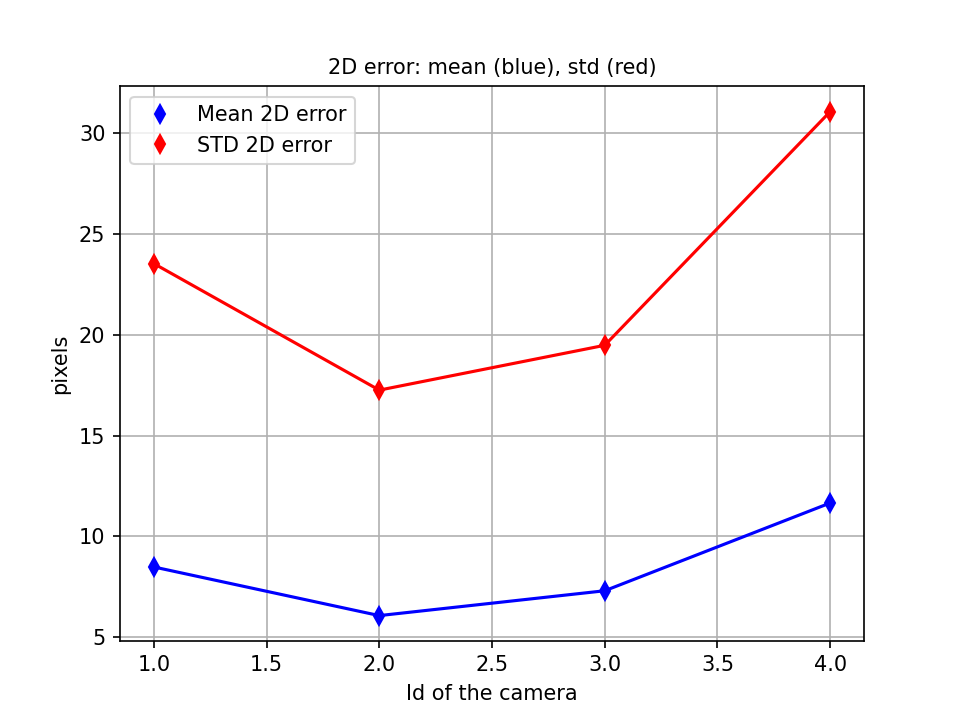 2D error: mean (blue), std (red)
Mean 2D error
STD 2D error
30
25
20
15
10
5
pixels
1.0 1.5 2.0 2.5 3.0 3.5 4.0
Id of the camera